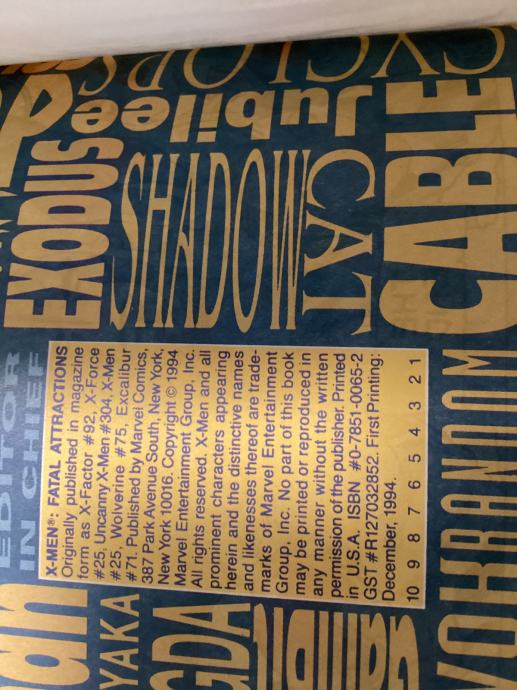 X-MEN®: FATAL ATTRACTIONS
Originally published in magazine
form as X-Factor #92, X-Force
#25, Uncanny X-Men #304, X-Men
#25, Wolverine #75, Excalibur
#71. Published by Marvel Comics,
387 Park Avenue South, New York,
New York 10016. Copyright © 1994
Marvel Entertainment Group, Inc.
All rights reserved. X-Men and all
prominent characters appearing
herein and the distinctive names
and likenesses thereof are trade-
marks of Marvel Entertainment
Group, Inc. No part of this book
may be printed or reproduced in
any manner without the written
permission of the publisher. Printed
in U.S.A. ISBN #0-7851-0065-2
GST #R127032852. First Printing:
December, 1994.
10 9 8 7 6 5 4 3 2 1
EDITOR
IN CHIEF
EXODUS
Jubilee
SHADOW
CAT
CABLE
CYCLOPS
RANDOM